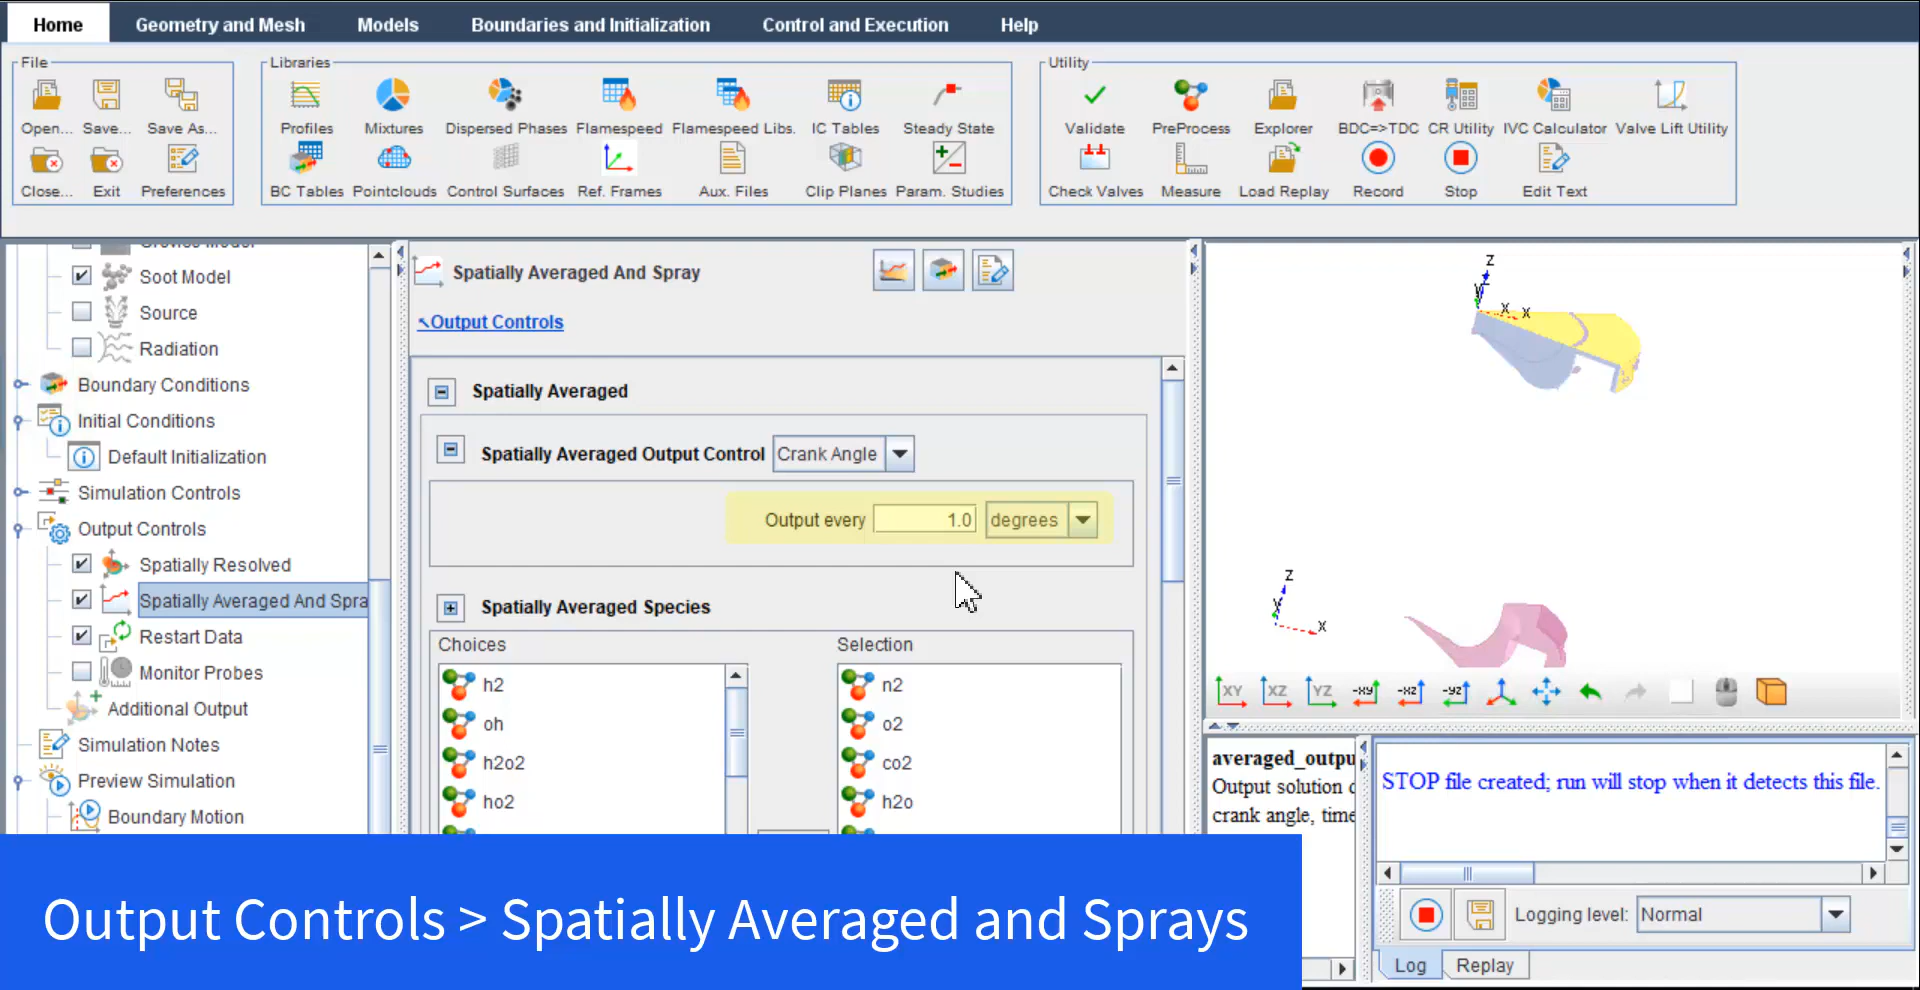 Home Geometry and Mesh Models Boundaries and Initialization Control and Execution Help
File Libraries Utility
Open... Save... Save As... Profiles Mixtures Dispersed Phases Flamespeed Flamespeed Libs. IC Tables Steady State Validate PreProcess Explorer BDC=>TDC CR Utility IVC Calculator Valve Lift Utility
Close... Exit Preferences BC Tables Pointclouds Control Surfaces Ref. Frames Aux. Files Clip Planes Param. Studies Check Valves Measure Load Replay Record Stop Edit Text
Soot Model
Source
Radiation
Boundary Conditions
Initial Conditions
Default Initialization
Simulation Controls
Output Controls
Spatially Resolved
Spatially Averaged And Spra
Restart Data
Monitor Probes
Additional Output
Simulation Notes
Preview Simulation
Boundary Motion
Spatially Averaged And Spray
Output Controls
Spatially Averaged
Spatially Averaged Output Control Crank Angle
Output every 1.0 degrees
Spatially Averaged Species
Choices Selection
h2 n2
oh o2
h2o2 co2
ho2 h2o
Z
Y
X X
Z
Y
X
XY XZ YZ -xy -xz -yz
averaged_outpu
Output solution
crank angle, time
STOP file created; run will stop when it detects this file.
Logging level: Normal
Log Replay
Output Controls > Spatially Averaged and Sprays